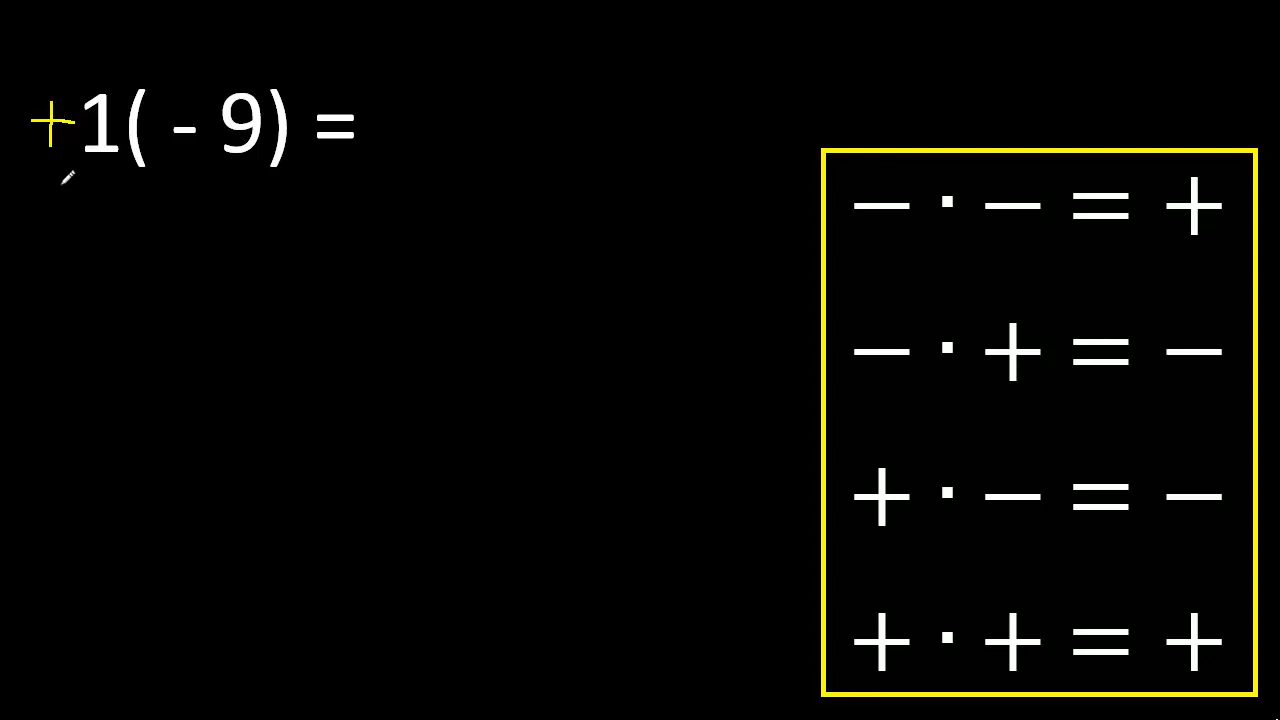 +1( - 9) =
− · − = +
− · + = −
+ · − = −
+ · + = +